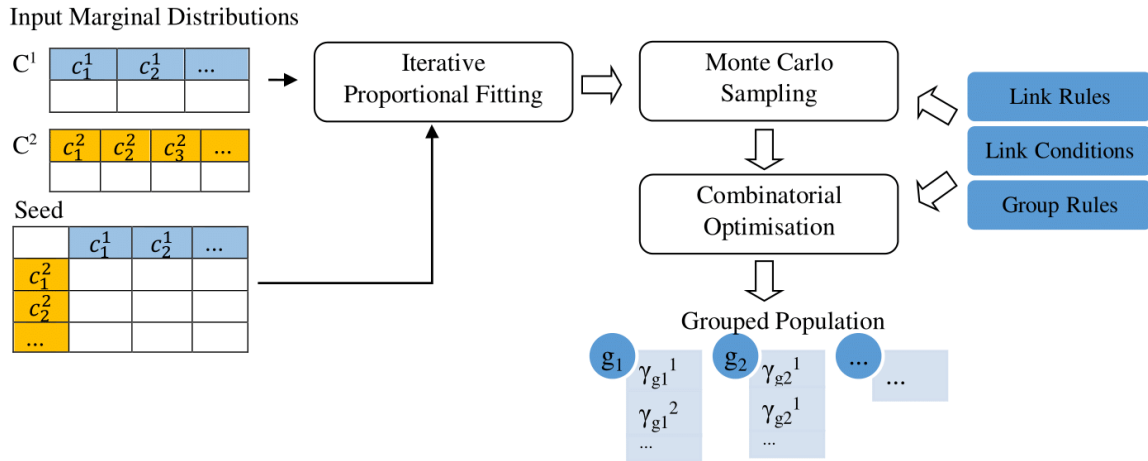 Input Marginal Distributions
C¹ c₁¹ c₂¹ ...
C² c₁² c₂² c₃² ...
Seed
c₁¹ c₂¹ ...
c₁²
c₂²
...
Iterative
Proportional Fitting
Monte Carlo
Sampling
Combinatorial
Optimisation
Link Rules
Link Conditions
Group Rules
Grouped Population
g₁ g₂ ...
γg1¹ γg2¹ ...
γg1² γg2¹
... ...